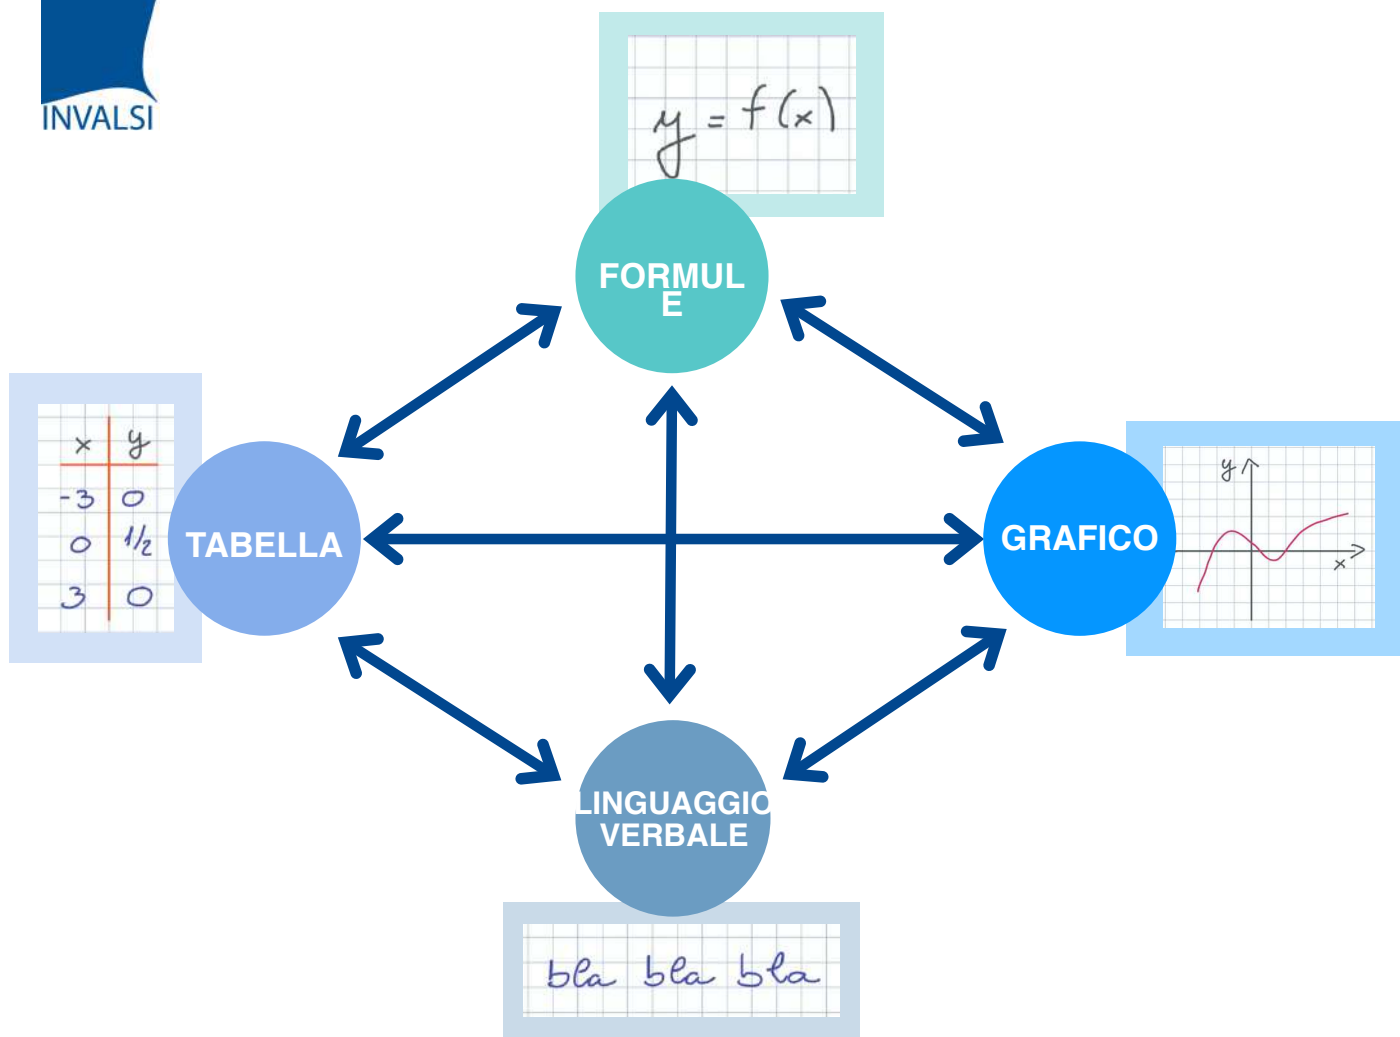 INVALSI
y = f(x)
FORMUL
E
x y
-3 0
0 1/2
3 0
TABELLA
GRAFICO
y
x
LINGUAGGIO
VERBALE
bla bla bla